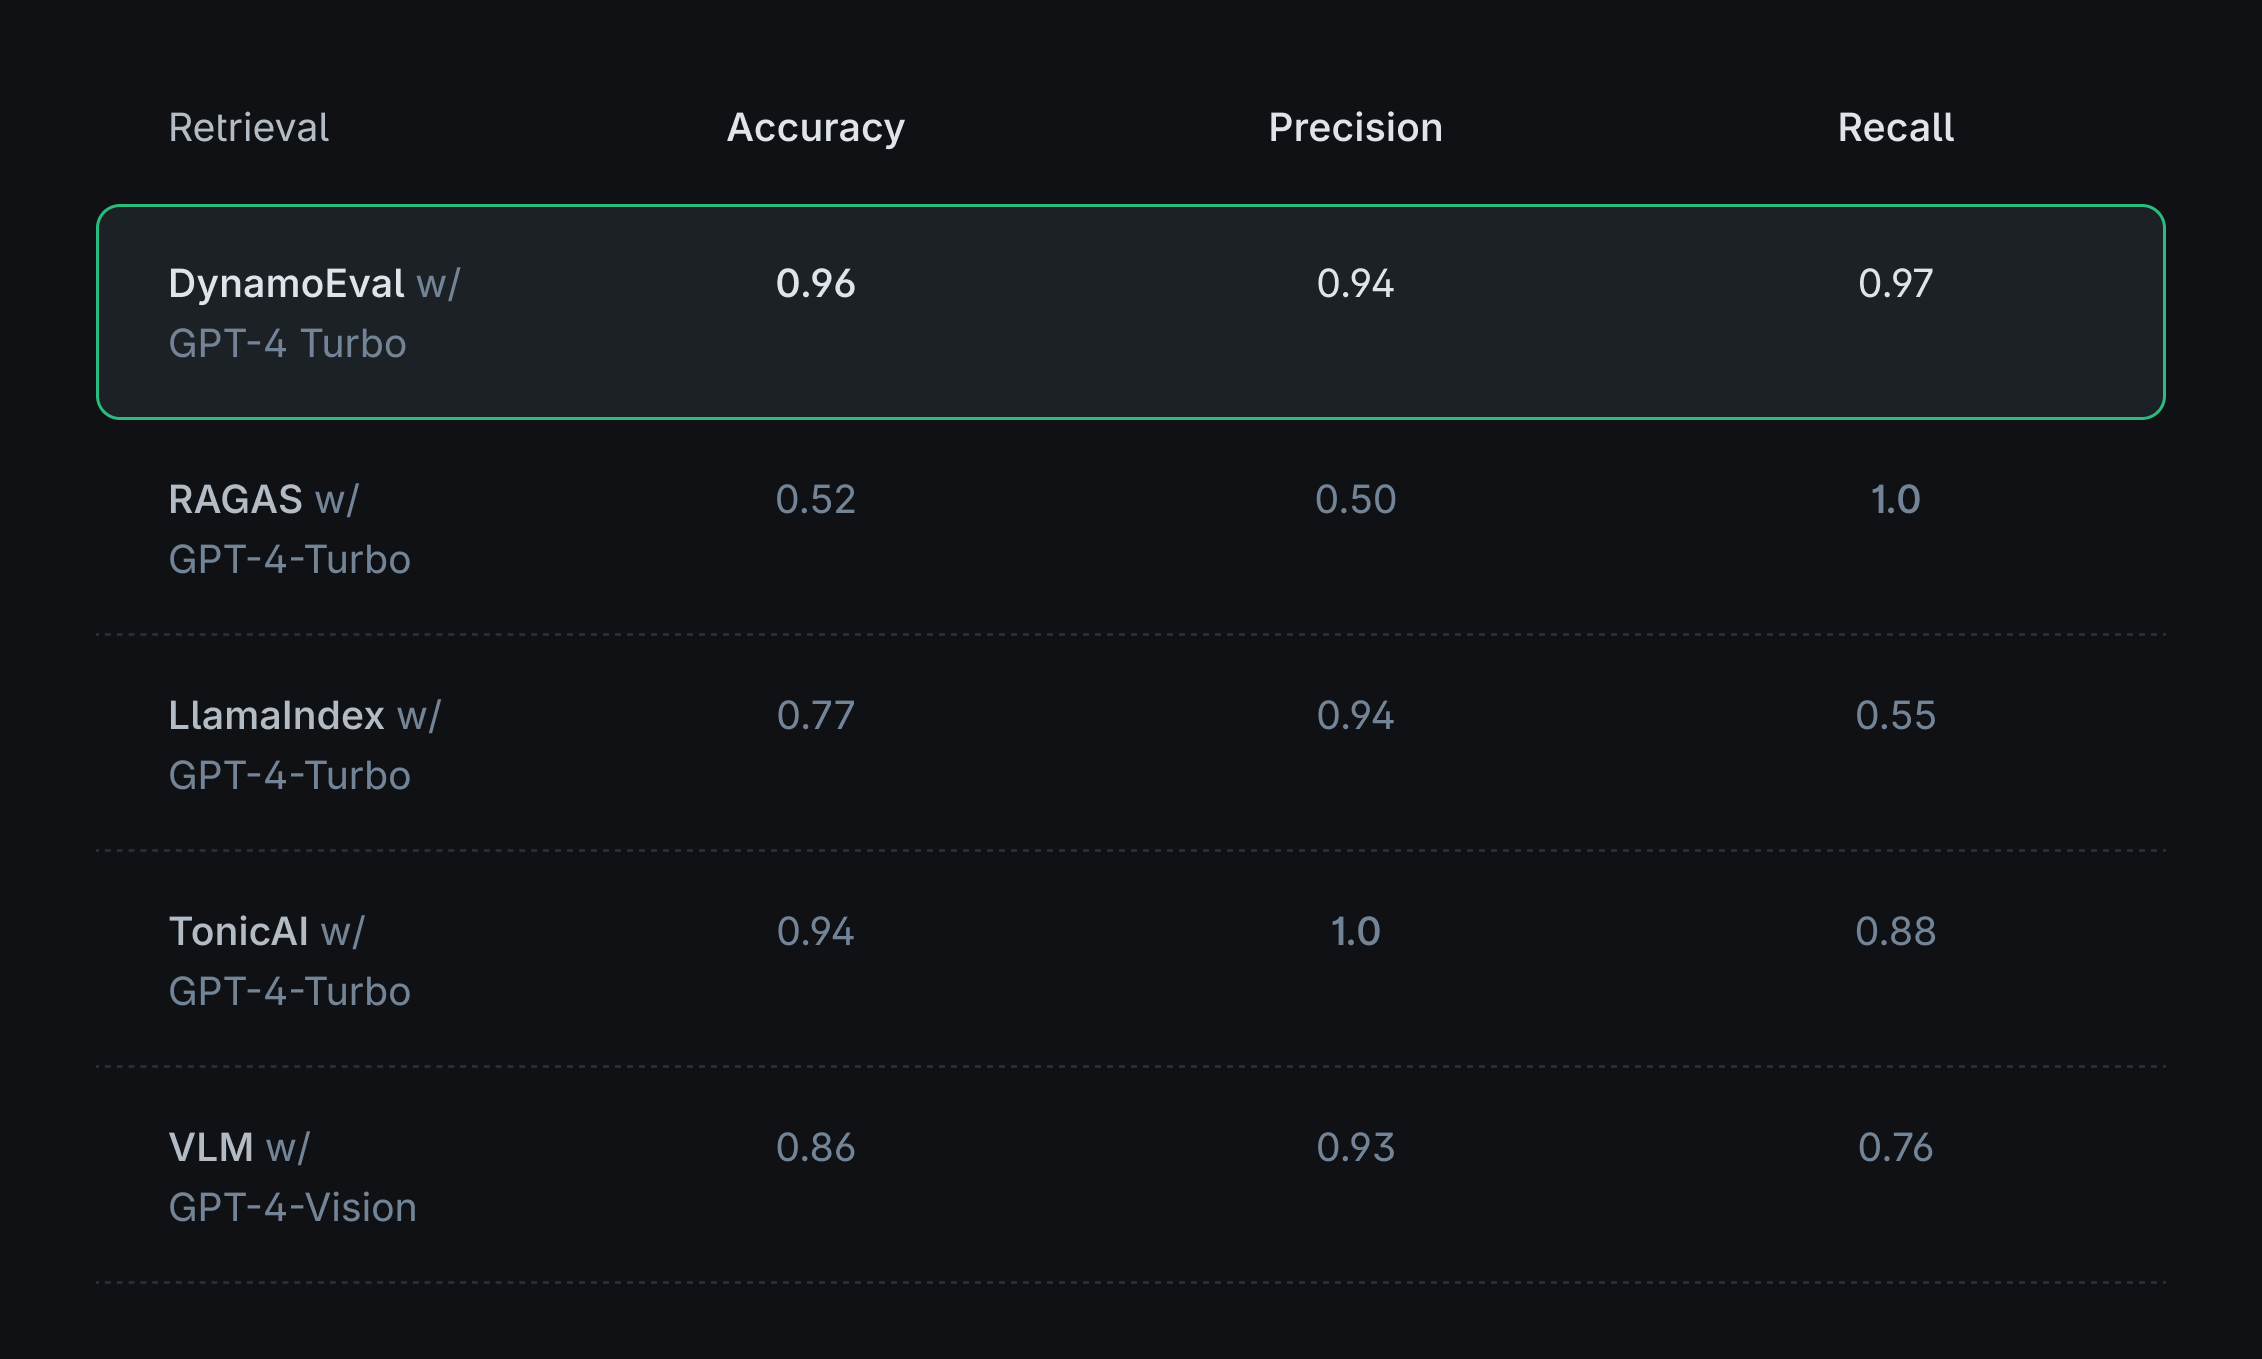 Retrieval Accuracy Precision Recall
DynamoEval w/ 0.96 0.94 0.97
GPT-4 Turbo
RAGAS w/ 0.52 0.50 1.0
GPT-4-Turbo
LlamaIndex w/ 0.77 0.94 0.55
GPT-4-Turbo
TonicAI w/ 0.94 1.0 0.88
GPT-4-Turbo
VLM w/ 0.86 0.93 0.76
GPT-4-Vision